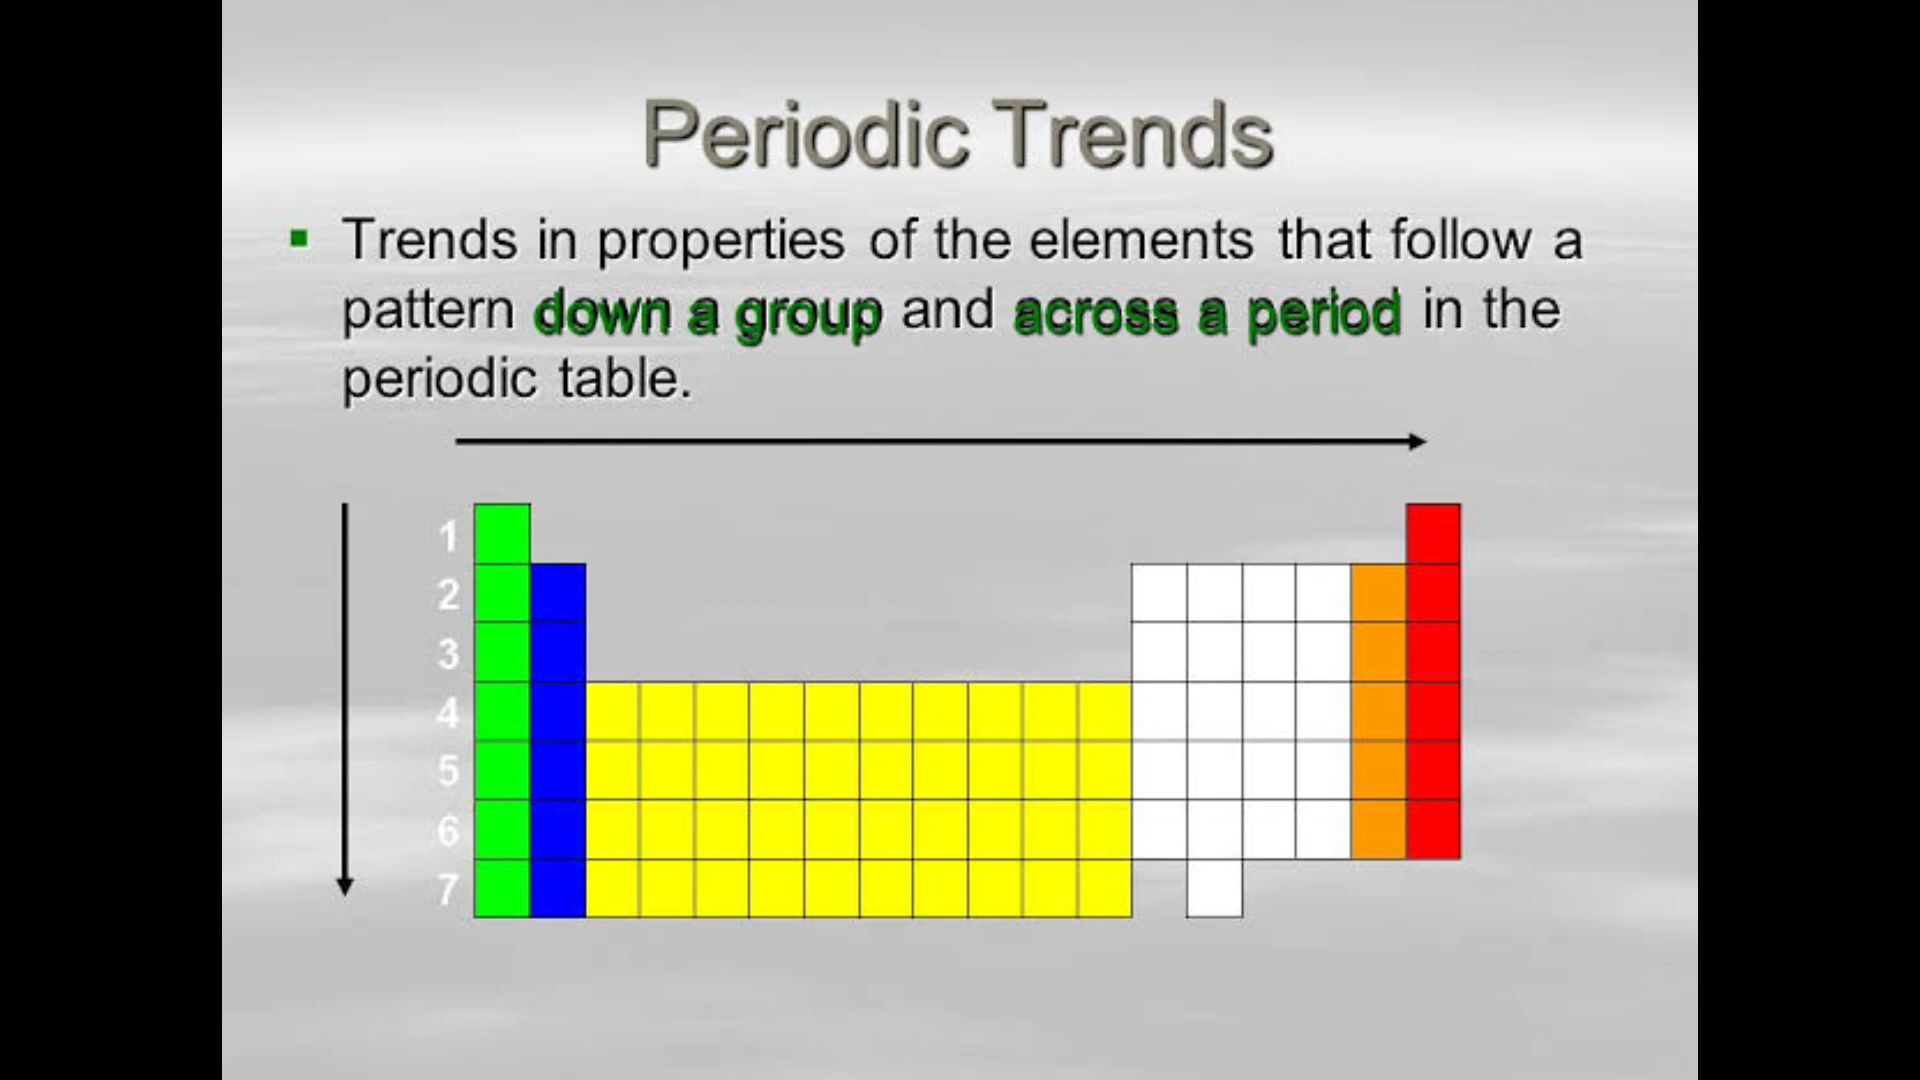 Periodic Trends
Trends in properties of the elements that follow a
pattern down a group and across a period in the
periodic table.
1
2
3
4
5
6
7